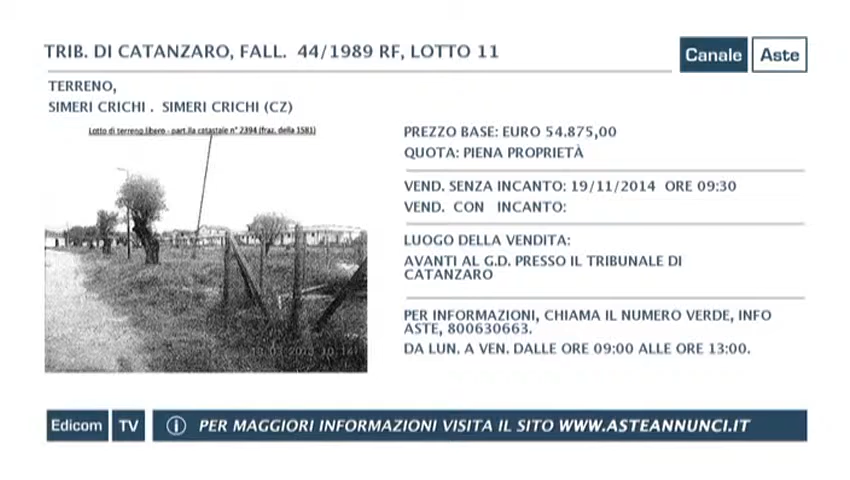 TRIB. DI CATANZARO, FALL. 44/1989 RF, LOTTO 11
Canale Aste
TERRENO,
SIMERI CRICHI . SIMERI CRICHI (CZ)
Lotto di terreno libero - part.lla catastale n° 2394 (fraz. della 1581)
PREZZO BASE: EURO 54.875,00
QUOTA: PIENA PROPRIETÀ
VEND. SENZA INCANTO: 19/11/2014 ORE 09:30
VEND. CON INCANTO:
LUOGO DELLA VENDITA:
AVANTI AL G.D. PRESSO IL TRIBUNALE DI
CATANZARO
PER INFORMAZIONI, CHIAMA IL NUMERO VERDE, INFO
ASTE, 800630663.
DA LUN. A VEN. DALLE ORE 09:00 ALLE ORE 13:00.
Edicom TV
PER MAGGIORI INFORMAZIONI VISITA IL SITO WWW.ASTEANNUNCI.IT